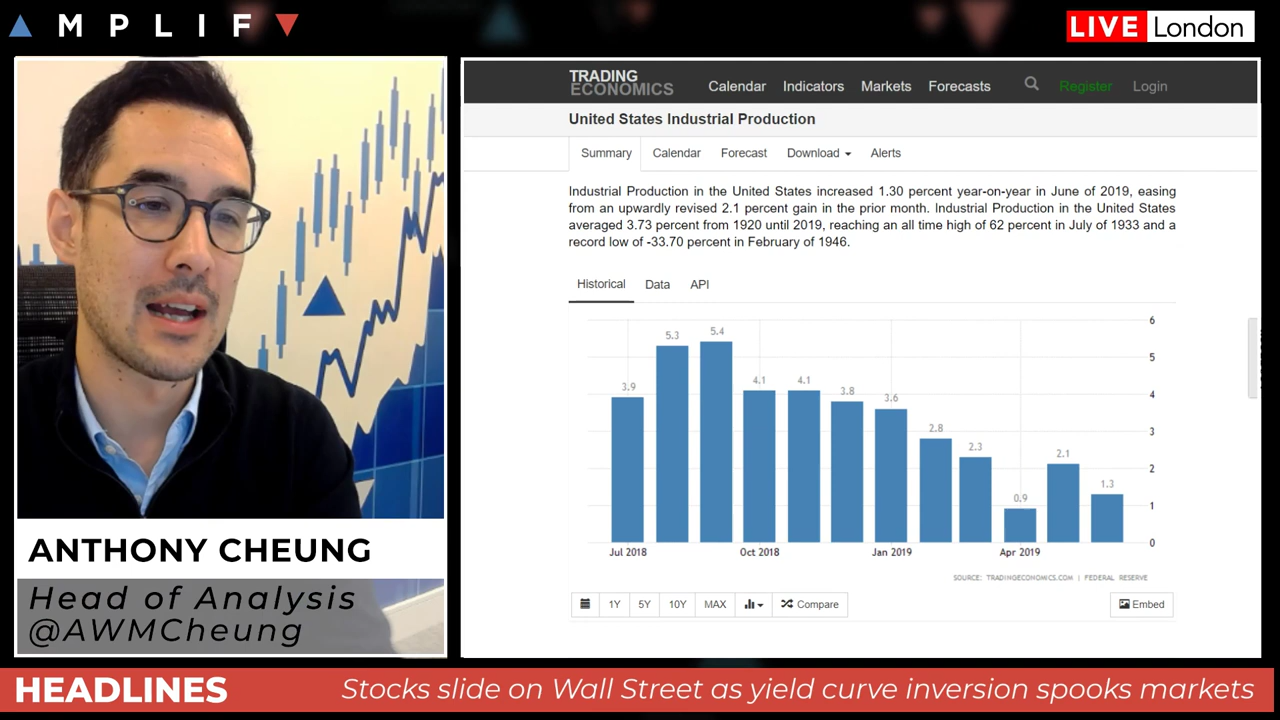 MPLIF
LIVE London
TRADING
ECONOMICS
Calendar Indicators Markets Forecasts Register Login
United States Industrial Production
Summary Calendar Forecast Download Alerts
Industrial Production in the United States increased 1.30 percent year-on-year in June of 2019, easing
from an upwardly revised 2.1 percent gain in the prior month. Industrial Production in the United States
averaged 3.73 percent from 1920 until 2019, reaching an all time high of 62 percent in July of 1933 and a
record low of -33.70 percent in February of 1946.
Historical Data API
3.9 5.3 5.4 4.1 4.1 3.8 3.6 2.8 2.3 0.9 2.1 1.3
6
5
4
3
2
1
0
Jul 2018 Oct 2018 Jan 2019 Apr 2019
SOURCE: TRADINGECONOMICS.COM | FEDERAL RESERVE
1Y 5Y 10Y MAX Compare Embed
ANTHONY CHEUNG
Head of Analysis
@AWMCheung
HEADLINES Stocks slide on Wall Street as yield curve inversion spooks markets